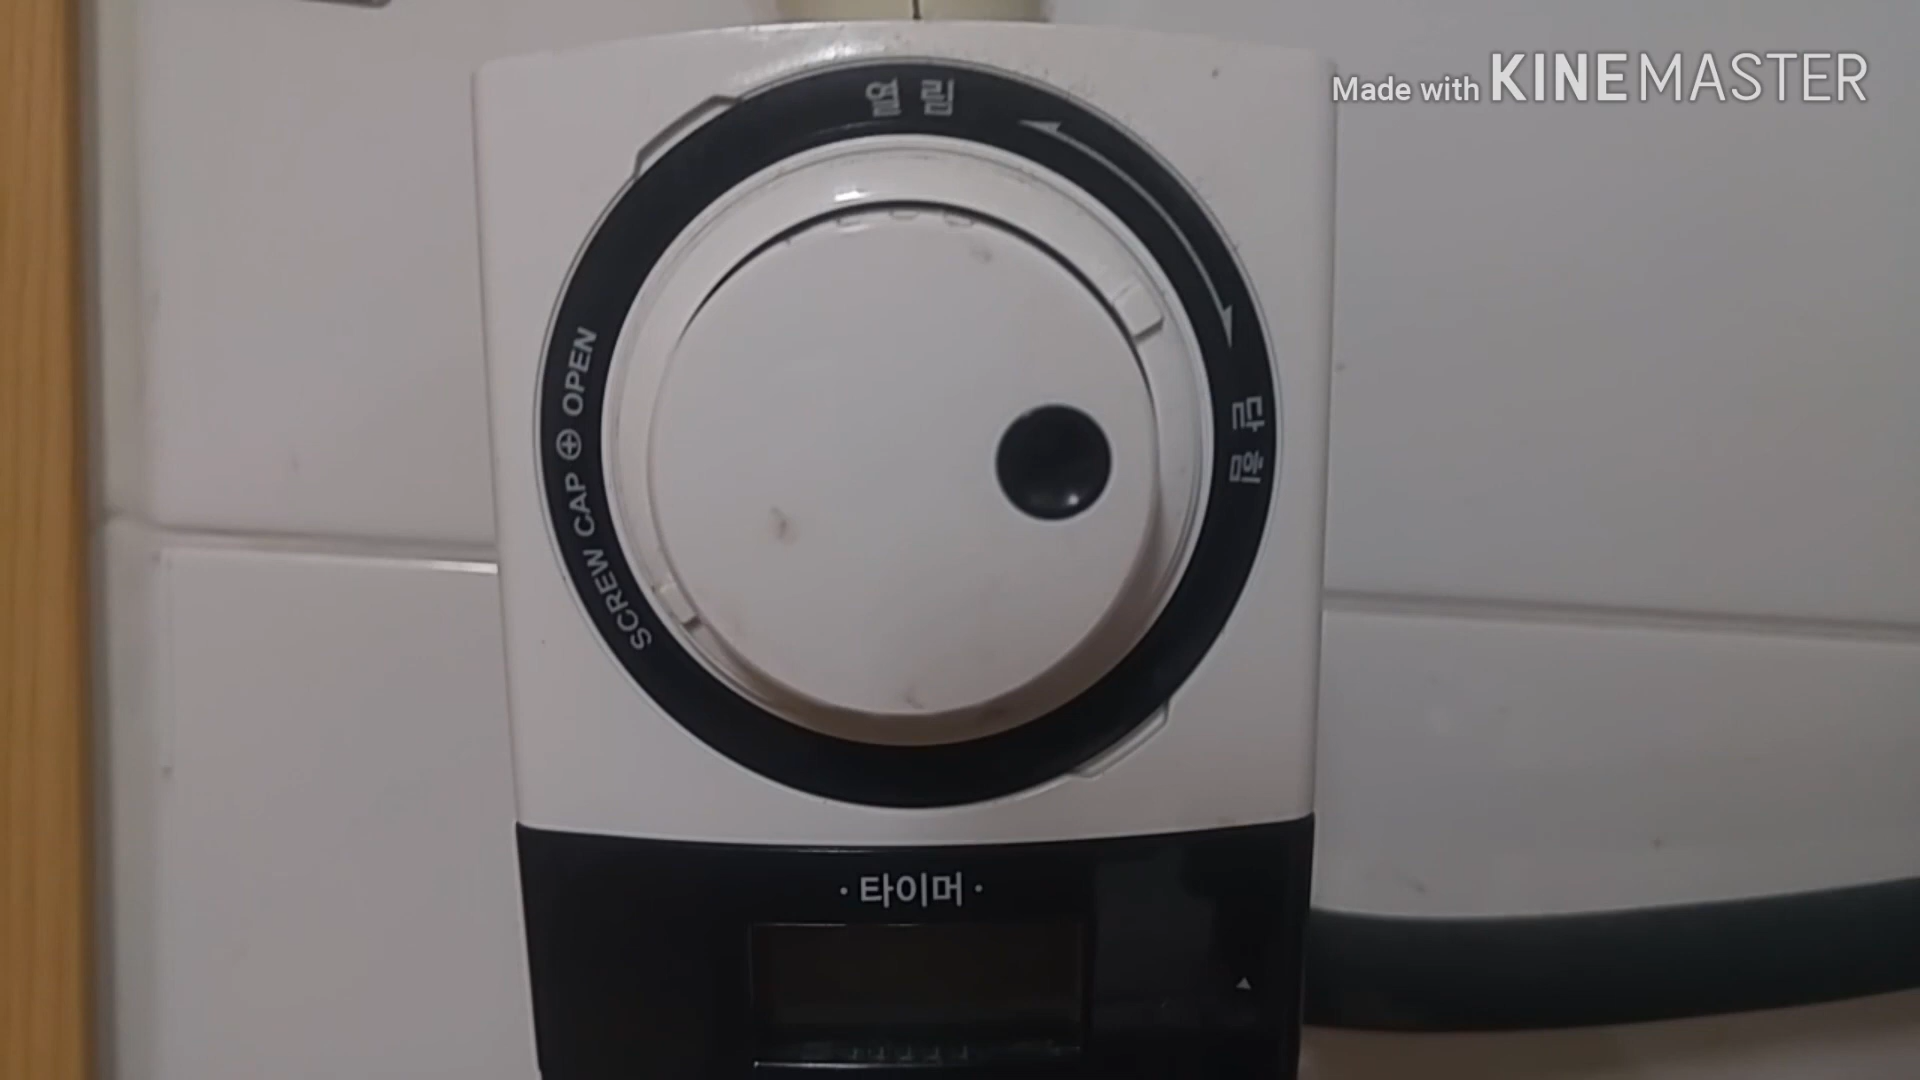 Made with KINEMASTER
열림
닫힘
SCREW CAP ⊕ OPEN
·타이머·